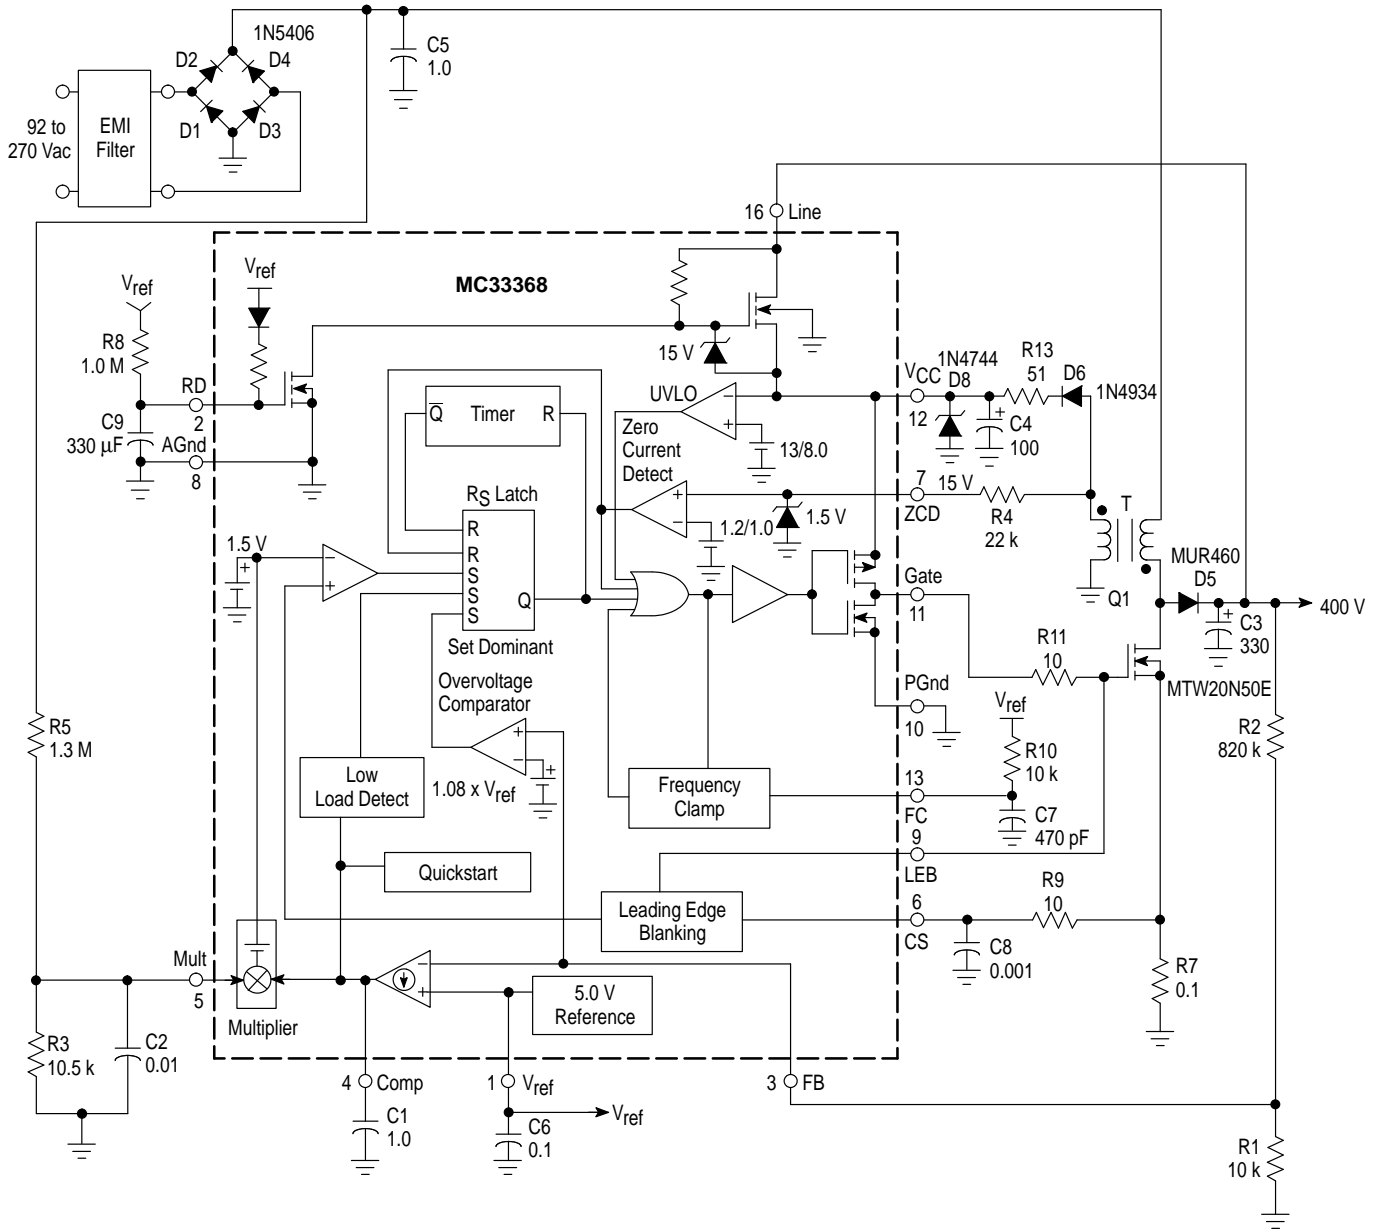 1N5406
C5
1.0
D2
D4
D1
D3
92 to
270 Vac
EMI
Filter
16
Line
MC33368
Vref
Vref
R8
1.0 M
RD
2
C9
330 µF
AGnd
8
15 V
UVLO
VCC
12
1N4744
D8
R13
51
D6
1N4934
C4
+
100
Q̅
Timer
R
Zero
Current
Detect
−
+
13/8.0
7
15 V
ZCD
R4
22 k
T
RS Latch
R
R
S
S
S
Q
Set Dominant
+
−
1.2/1.0
1.5 V
1.5 V
+
−
+
MUR460
D5
Q1
400 V
C3
+
330
Gate
11
R11
10
MTW20N50E
PGnd
10
Vref
R10
10 k
R2
820 k
R5
1.3 M
Overvoltage
Comparator
+
−
+
1.08 x Vref
Low
Load Detect
Frequency
Clamp
13
FC
C7
470 pF
9
LEB
Quickstart
Leading Edge
Blanking
6
CS
R9
10
C8
0.001
R7
0.1
Mult
5
−
+
5.0 V
Reference
Multiplier
R3
10.5 k
C2
0.01
4
Comp
1
Vref
3
FB
C1
1.0
C6
0.1
Vref
R1
10 k